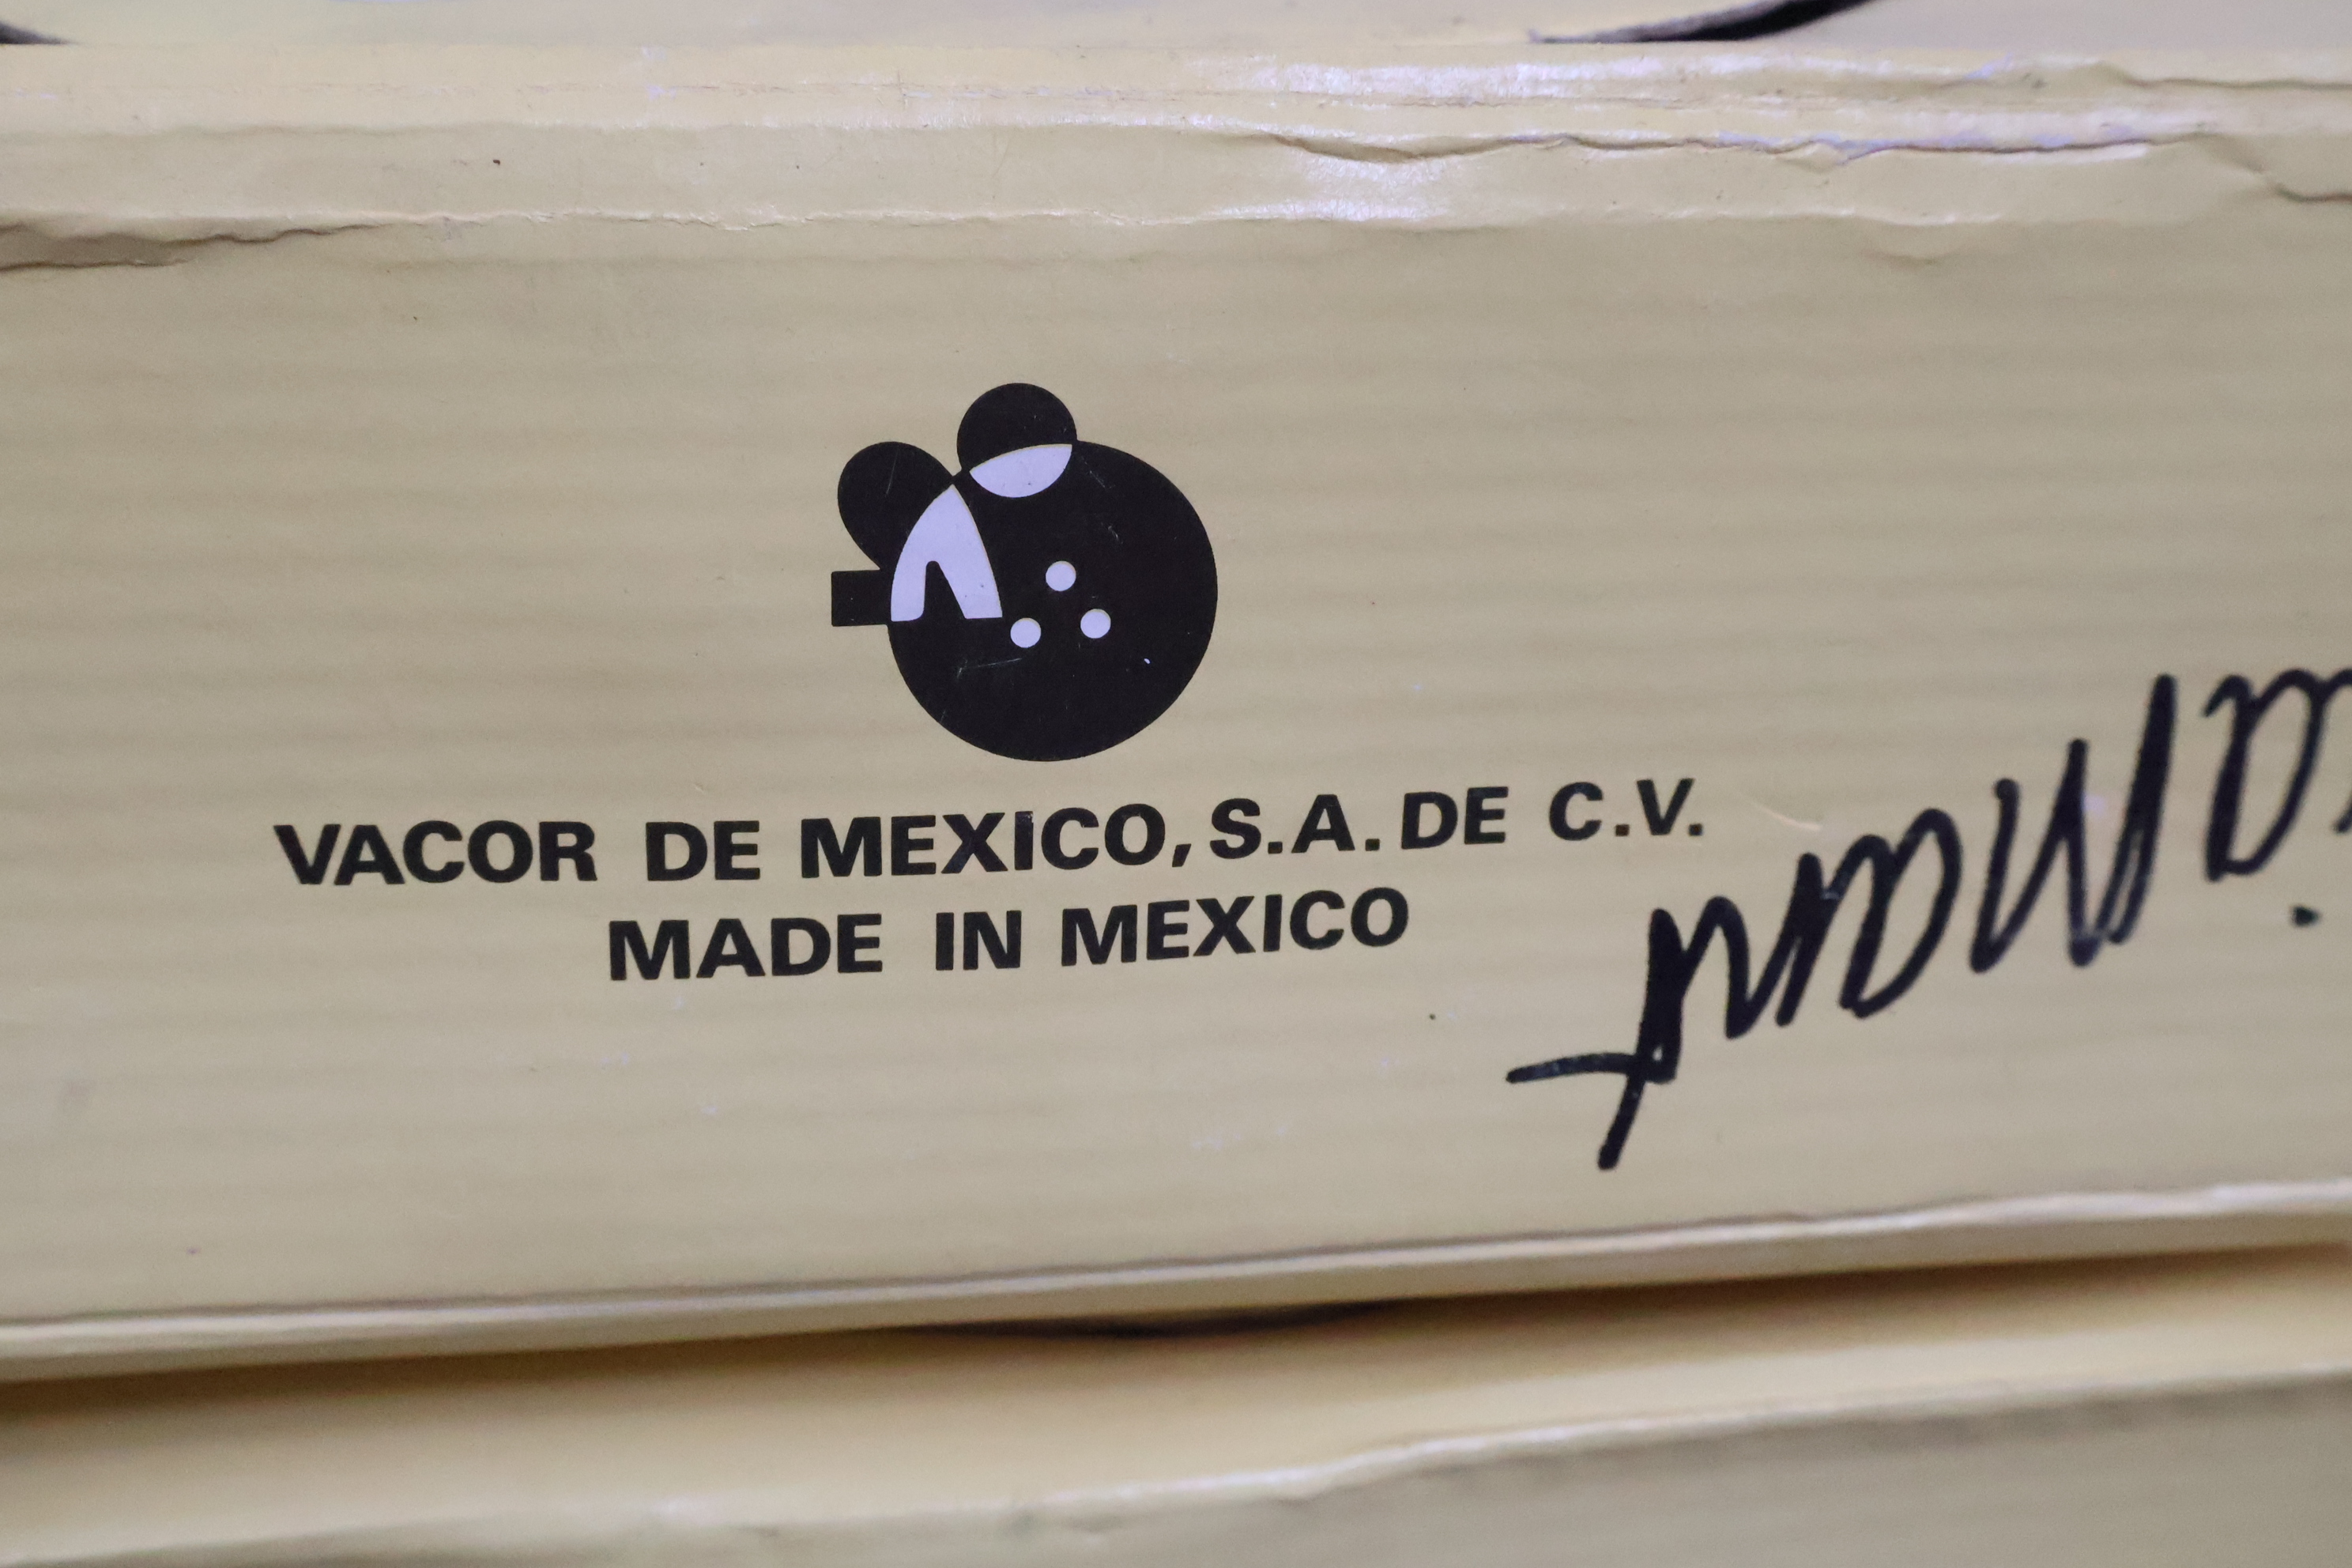 VACOR DE MEXICO, S.A. DE C.V.
MADE IN MEXICO